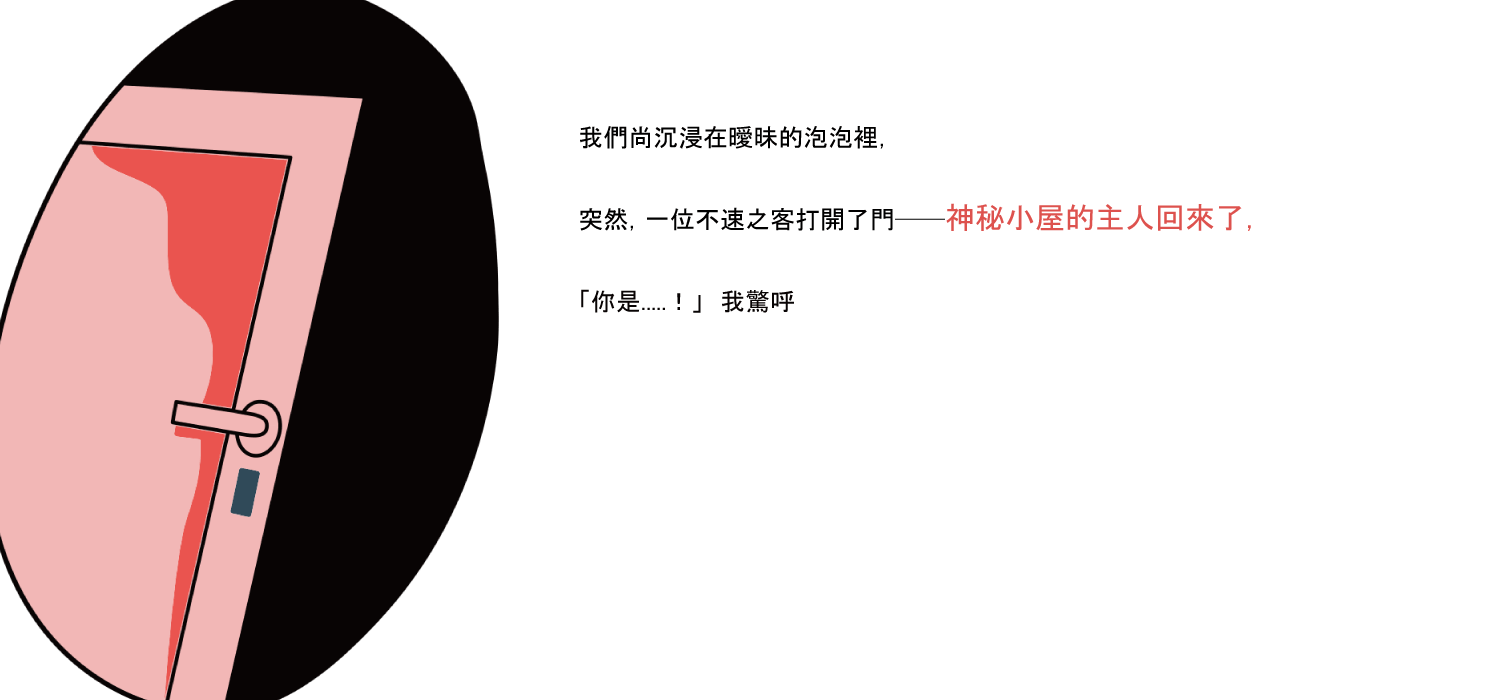 我們尚沉浸在曖昧的泡泡裡,
突然, 一位不速之客打開了門——神秘小屋的主人回來了,
「你是.....！」 我驚呼